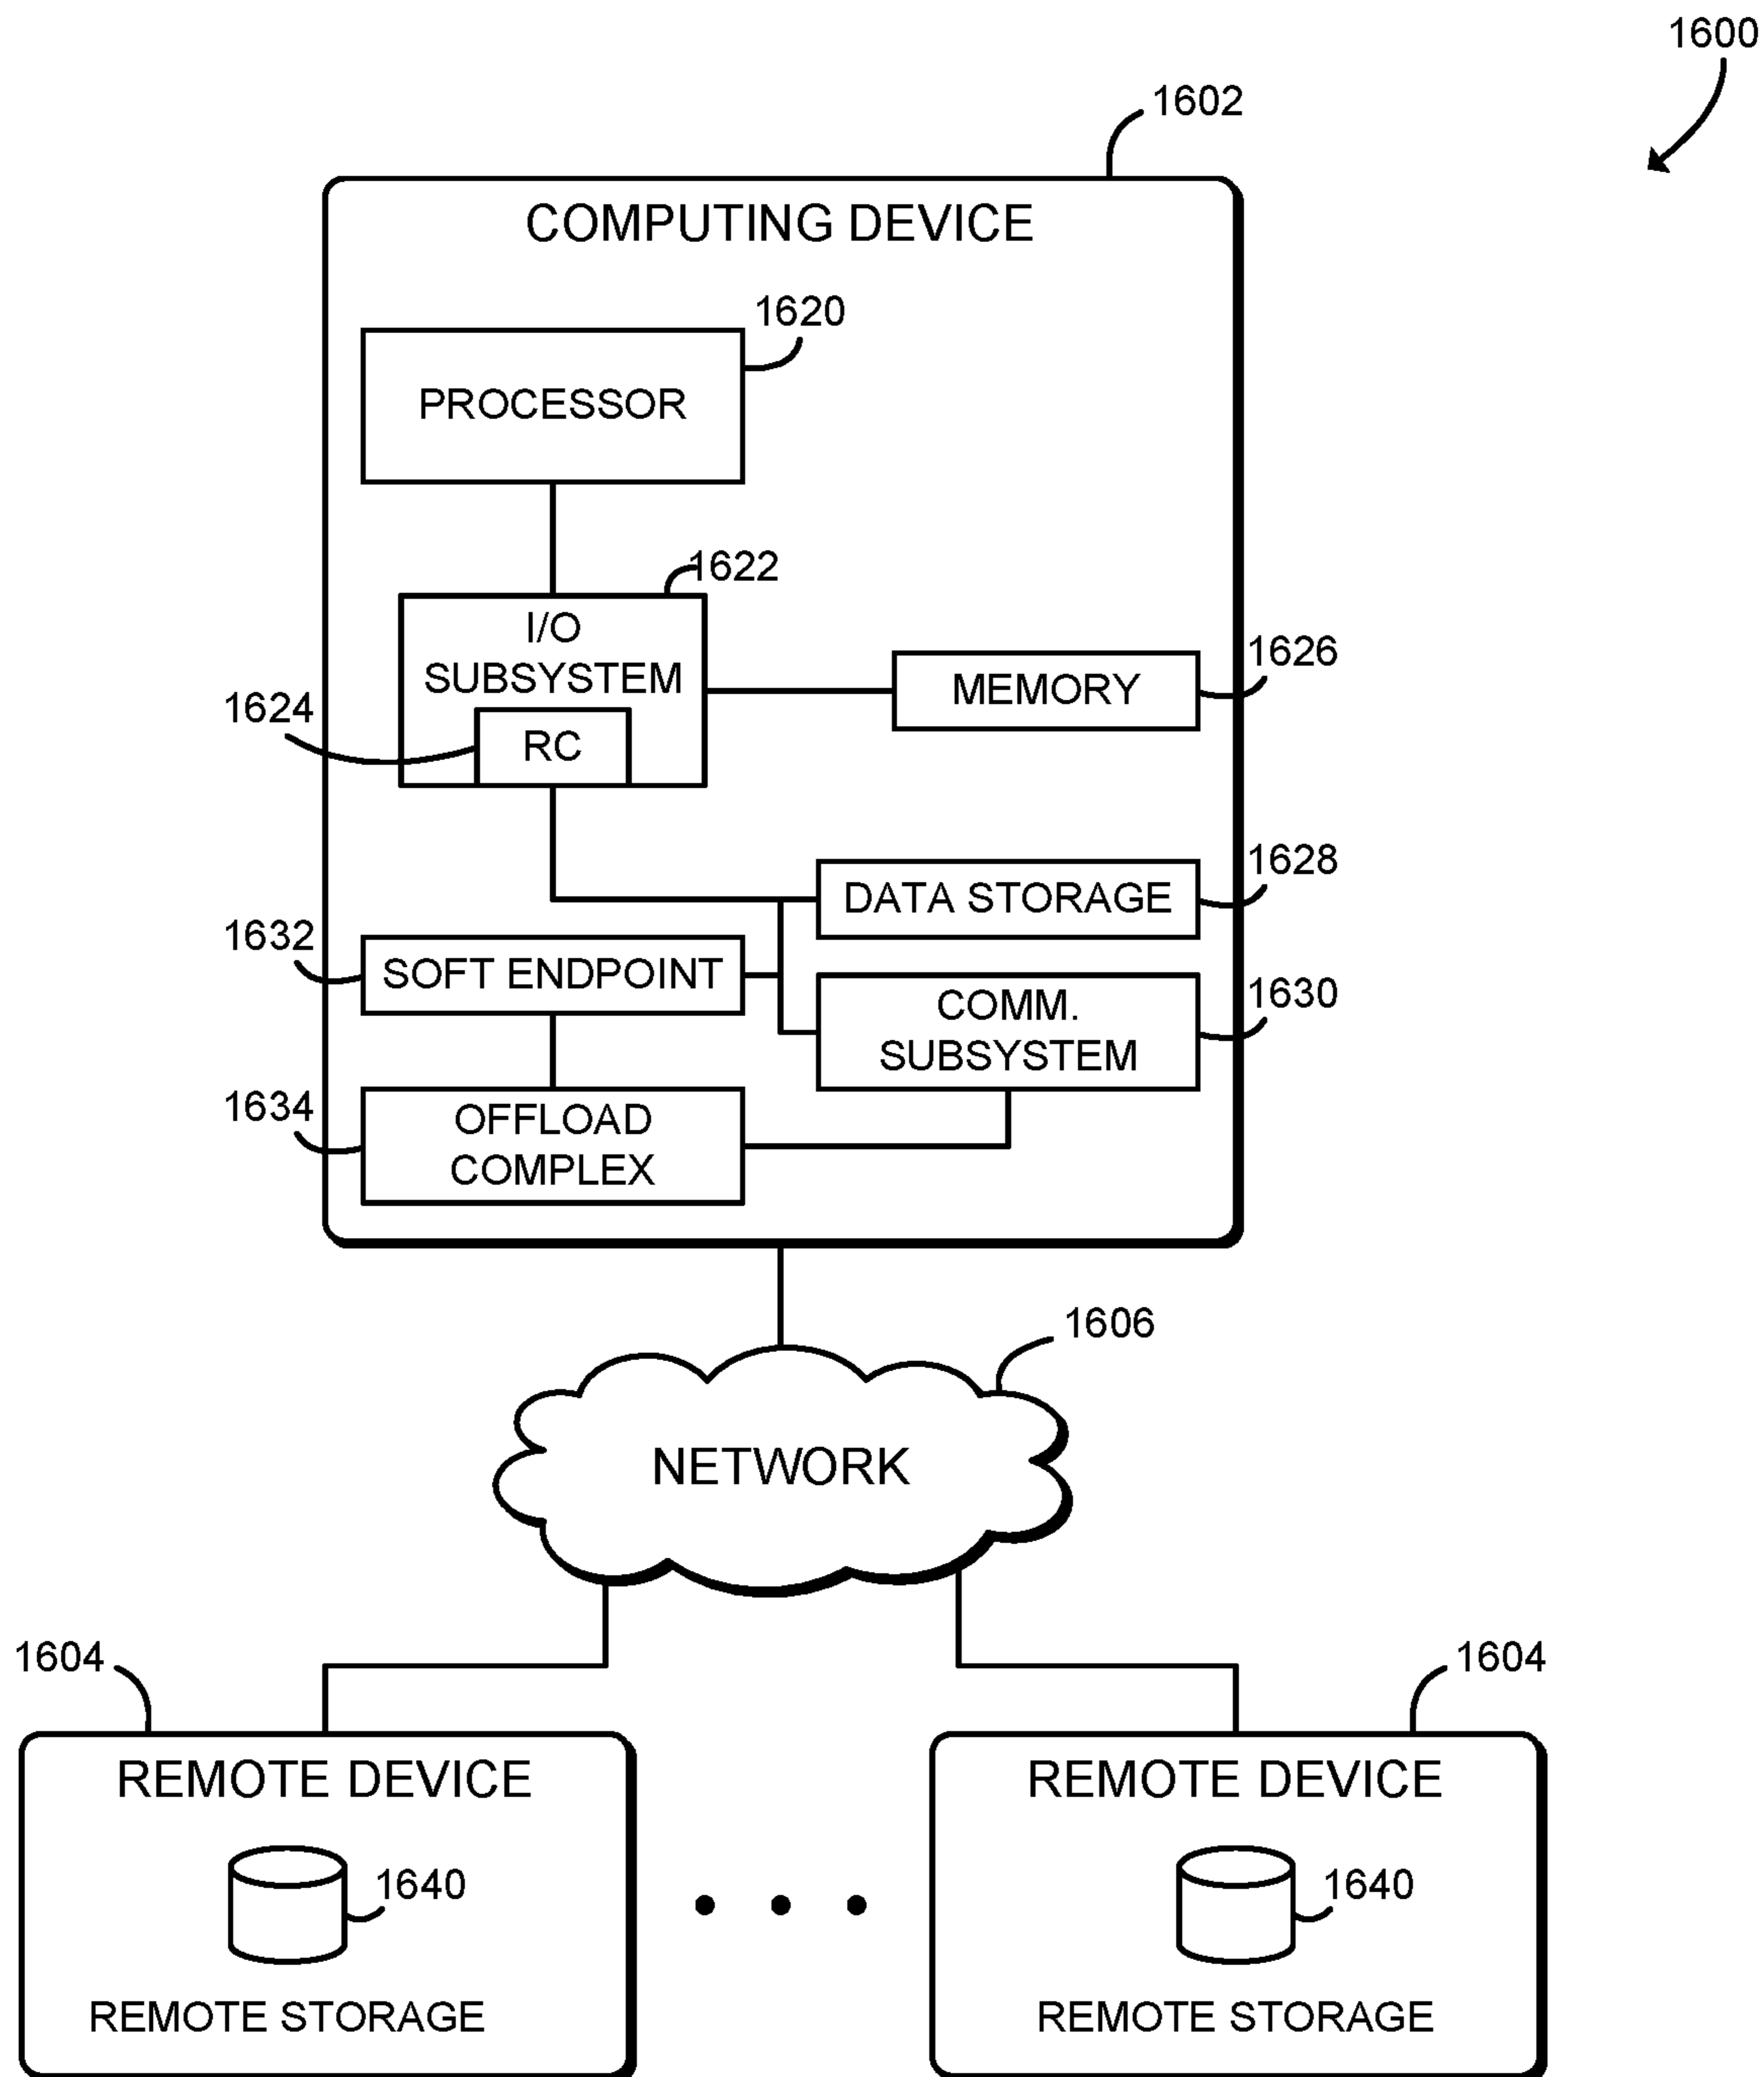 1600
1602
COMPUTING DEVICE
1620
PROCESSOR
1622
I/O
SUBSYSTEM
1624
RC
MEMORY
1626
DATA STORAGE
1628
1632
SOFT ENDPOINT
COMM.
SUBSYSTEM
1630
1634
OFFLOAD
COMPLEX
1606
NETWORK
1604
1604
REMOTE DEVICE
1640
REMOTE STORAGE
REMOTE DEVICE
1640
REMOTE STORAGE